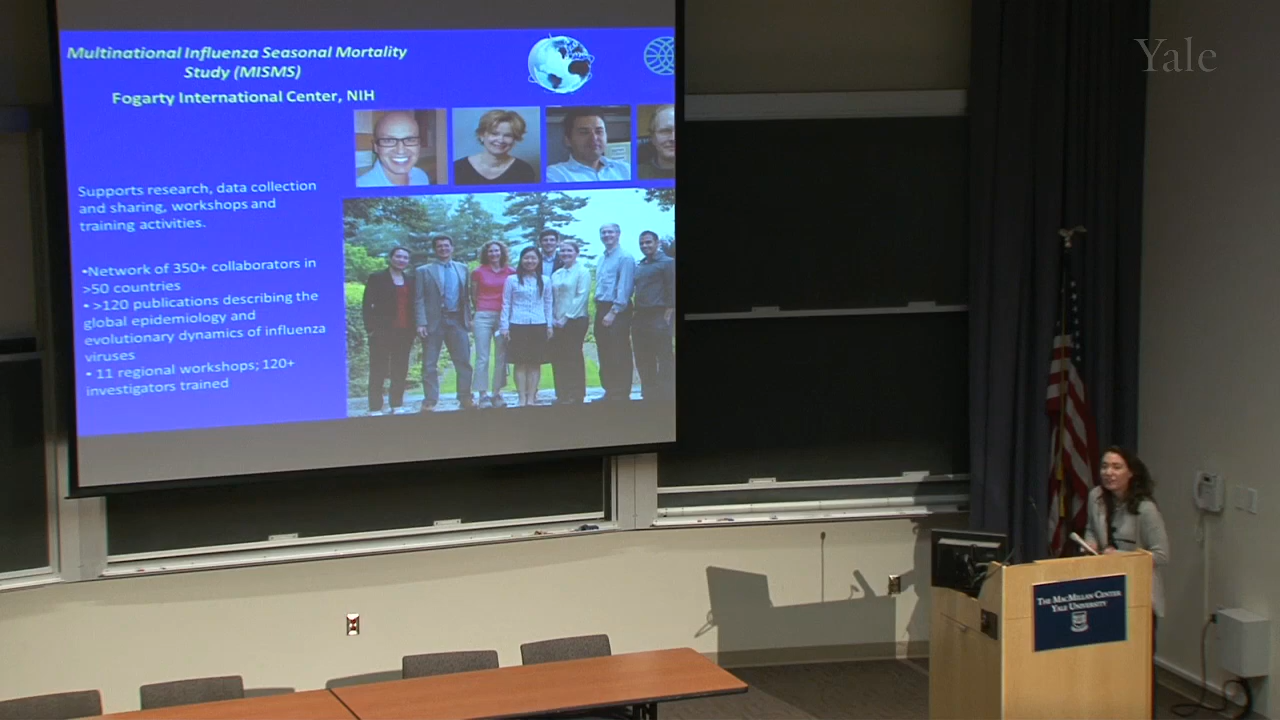 Multinational Influenza Seasonal Mortality
Study (MISMS)
Fogarty International Center, NIH
Supports research, data collection
and sharing, workshops and
training activities.
•Network of 350+ collaborators in
>50 countries
• >120 publications describing the
global epidemiology and
evolutionary dynamics of influenza
viruses
• 11 regional workshops; 120+
investigators trained
Yale
The MacMillan Center
Yale University